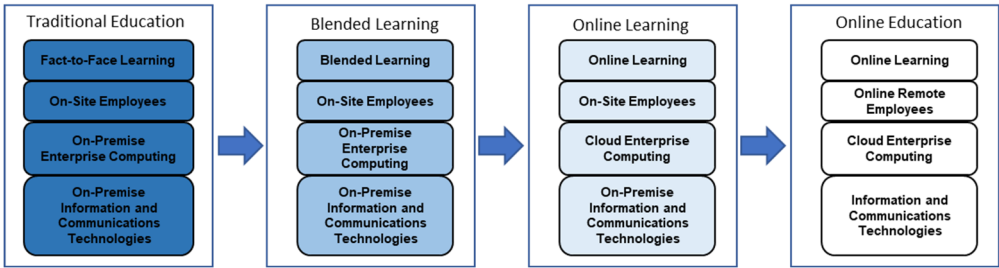 Traditional Education
Fact-to-Face Learning
On-Site Employees
On-Premise
Enterprise Computing
On-Premise
Information and
Communications
Technologies
Blended Learning
Blended Learning
On-Site Employees
On-Premise
Enterprise
Computing
On-Premise
Information and
Communications
Technologies
Online Learning
Online Learning
On-Site Employees
Cloud Enterprise
Computing
On-Premise
Information and
Communications
Technologies
Online Education
Online Learning
Online Remote
Employees
Cloud Enterprise
Computing
Information and
Communications
Technologies